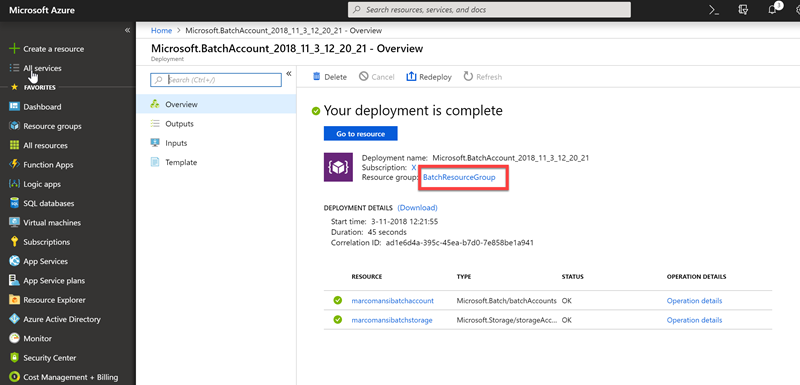 Microsoft Azure
Search resources, services, and docs
1
«
Create a resource
All services
FAVORITES
Dashboard
Resource groups
All resources
Function Apps
Logic apps
SQL databases
Virtual machines
Subscriptions
App Services
App Service plans
Resource Explorer
Azure Active Directory
Monitor
Security Center
Cost Management + Billing
Home > Microsoft.BatchAccount_2018_11_3_12_20_21 - Overview
Microsoft.BatchAccount_2018_11_3_12_20_21 - Overview
Deployment
Search (Ctrl+/)
«
Overview
Outputs
Inputs
Template
Delete Cancel Redeploy Refresh
Your deployment is complete
Go to resource
Deployment name: Microsoft.BatchAccount_2018_11_3_12_20_21
Subscription: X
Resource group: BatchResourceGroup
DEPLOYMENT DETAILS (Download)
Start time: 3-11-2018 12:21:55
Duration: 45 seconds
Correlation ID: ad1e6d4a-395c-45ea-b7d0-7e858be1a941
RESOURCE TYPE STATUS OPERATION DETAILS
marcomansibatchaccount Microsoft.Batch/batchAccounts OK Operation details
marcomansibatchstorage Microsoft.Storage/storageAcc... OK Operation details